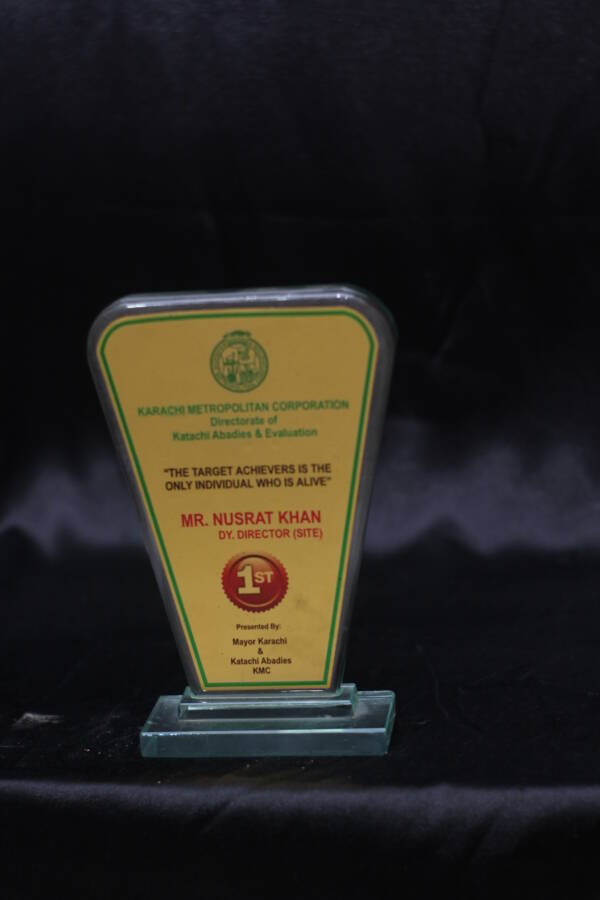 KARACHI METROPOLITAN CORPORATION
Directorate of
Katachi Abadies & Evaluation
"THE TARGET ACHIEVERS IS THE
ONLY INDIVIDUAL WHO IS ALIVE"
MR. NUSRAT KHAN
DY. DIRECTOR (SITE)
1ST
Presented By:
Mayor Karachi
&
Katachi Abadies
KMC